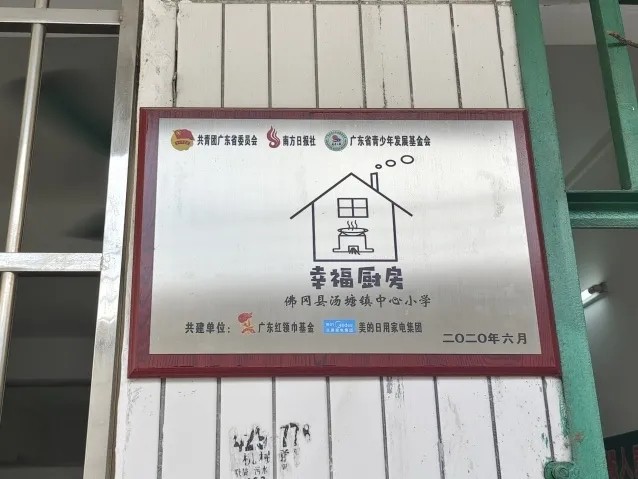 共青团广东省委员会 南方日报社 广东省青少年发展基金会
幸福厨房
佛冈县汤塘镇中心小学
共建单位: 广东红领巾基金 美的 Midea 美的日用家电集团
二〇二〇年六月